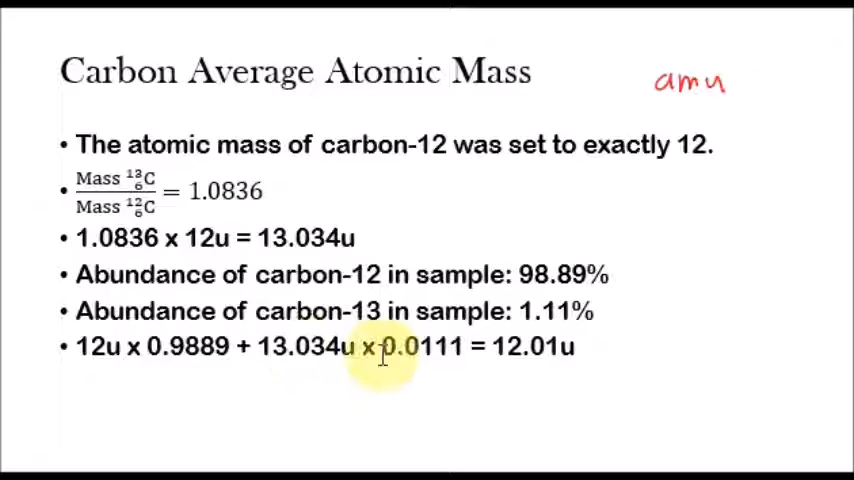 Carbon Average Atomic Mass
amu
• The atomic mass of carbon-12 was set to exactly 12.
• Mass ¹³₆C / Mass ¹²₆C = 1.0836
• 1.0836 x 12u = 13.034u
• Abundance of carbon-12 in sample: 98.89%
• Abundance of carbon-13 in sample: 1.11%
• 12u x 0.9889 + 13.034u x 0.0111 = 12.01u